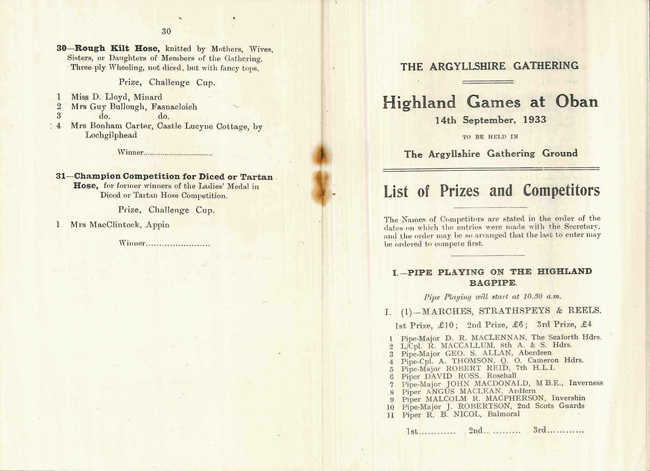 30
30—Rough Kilt Hose, knitted by Mothers, Wives,
Sisters, or Daughters of Members of the Gathering.
Three-ply Wheeling, not diced, but with fancy tops.
Prize, Challenge Cup.
1 Miss D. Lloyd, Minard
2 Mrs Guy Bullough, Fasnacloich
3 do. do.
4 Mrs Bonham Carter, Castle Lucyne Cottage, by
Lochgilphead
Winner........................
31—Champion Competition for Diced or Tartan
Hose, for former winners of the Ladies' Medal in
Diced or Tartan Hose Competition.
Prize, Challenge Cup.
1 Mrs MacClintock, Appin
Winner........................
THE ARGYLLSHIRE GATHERING
Highland Games at Oban
14th September, 1933
TO BE HELD IN
The Argyllshire Gathering Ground
List of Prizes and Competitors
The Names of Competitors are stated in the order of the
dates on which the entries were made with the Secretary,
and the order may be so arranged that the last to enter may
be ordered to compete first.
I.—PIPE PLAYING ON THE HIGHLAND
BAGPIPE.
Pipe Playing will start at 10.30 a.m.
I. (1)—MARCHES, STRATHSPEYS & REELS.
1st Prize, £10; 2nd Prize, £6; 3rd Prize, £4
1 Pipe-Major D. R. MACLENNAN, The Seaforth Hdrs.
2 L/Cpl. R. MACCALLUM, 8th A. & S. Hdrs.
3 Pipe-Major GEO. S. ALLAN, Aberdeen
4 Pipe-Cpl. A. THOMSON, Q. O. Cameron Hdrs.
5 Pipe-Major ROBERT REID, 7th H.L.I.
6 Piper DAVID ROSS, Rosehall
7 Pipe-Major JOHN MACDONALD, M.B.E., Inverness
8 Piper ANGUS MACLEAN, Ardfern
9 Piper MALCOLM R. MACPHERSON, Invershin
10 Pipe-Major J. ROBERTSON, 2nd Scots Guards
11 Piper R. B. NICOL, Balmoral
1st............ 2nd............ 3rd............